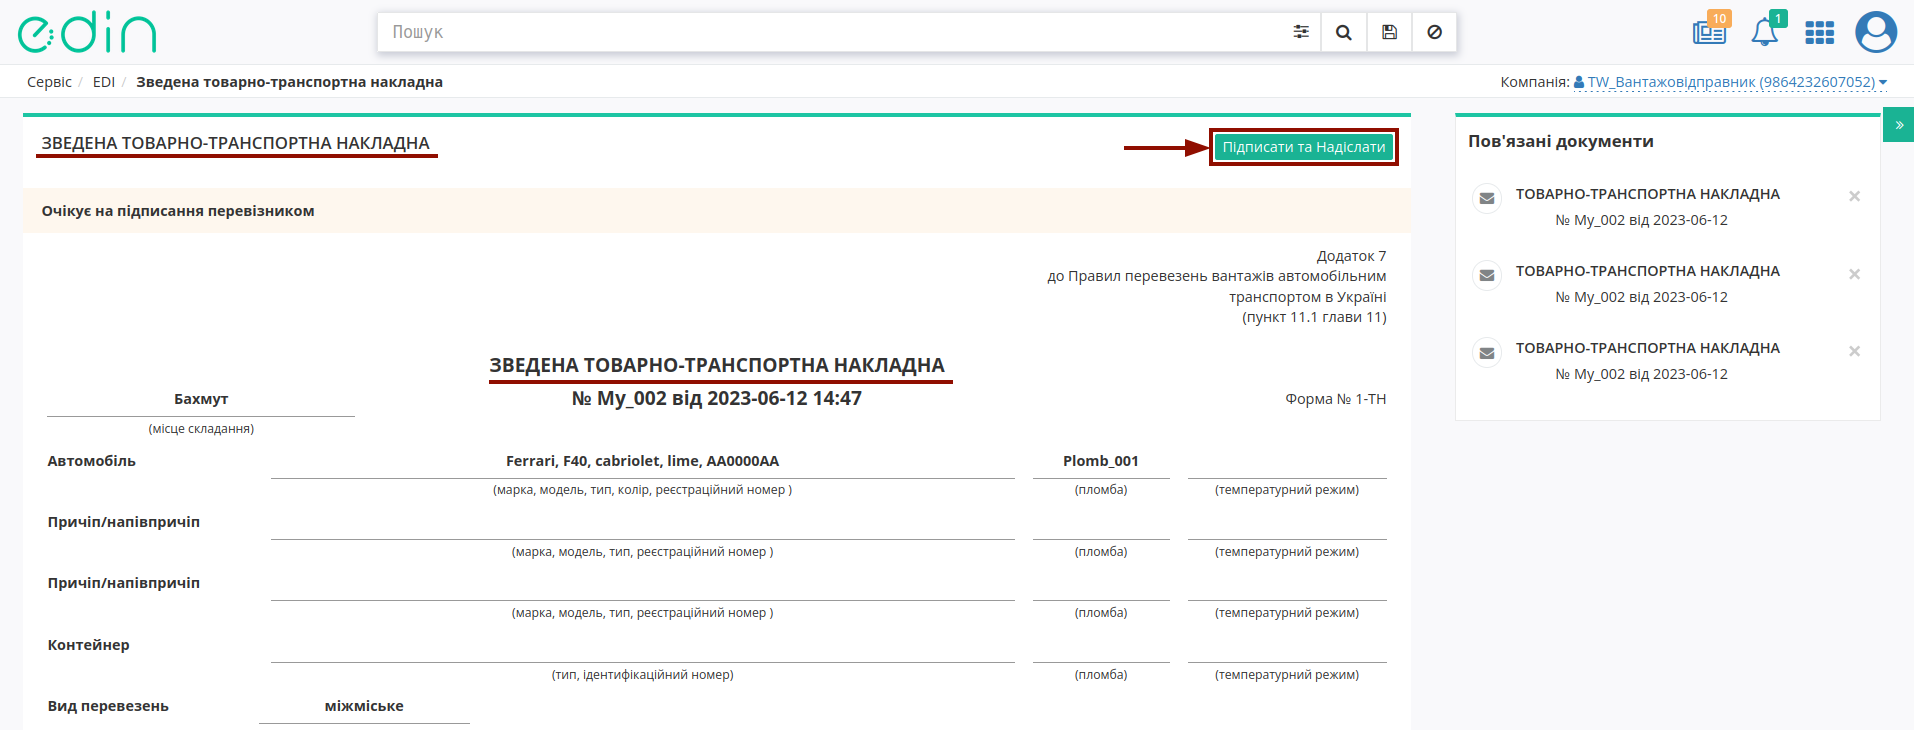 edin
Пошук
10
1
Сервіс / EDI / Зведена товарно-транспортна накладна
Компанія: TW_Вантажовідправник (9864232607052)
ЗВЕДЕНА ТОВАРНО-ТРАНСПОРТНА НАКЛАДНА
Підписати та Надіслати
Очікує на підписання перевізником
Додаток 7
до Правил перевезень вантажів автомобільним
транспортом в Україні
(пункт 11.1 глави 11)
ЗВЕДЕНА ТОВАРНО-ТРАНСПОРТНА НАКЛАДНА
Бахмут
№ My_002 від 2023-06-12 14:47
Форма № 1-ТН
(місце складання)
Автомобіль Ferrari, F40, cabriolet, lime, AA0000AA Plomb_001
(марка, модель, тип, колір, реєстраційний номер ) (пломба) (температурний режим)
Причіп/напівпричіп
(марка, модель, тип, реєстраційний номер ) (пломба) (температурний режим)
Причіп/напівпричіп
(марка, модель, тип, реєстраційний номер ) (пломба) (температурний режим)
Контейнер
(тип, ідентифікаційний номер) (пломба) (температурний режим)
Вид перевезень міжміське
Пов'язані документи
»
ТОВАРНО-ТРАНСПОРТНА НАКЛАДНА ×
№ My_002 від 2023-06-12
ТОВАРНО-ТРАНСПОРТНА НАКЛАДНА ×
№ My_002 від 2023-06-12
ТОВАРНО-ТРАНСПОРТНА НАКЛАДНА ×
№ My_002 від 2023-06-12